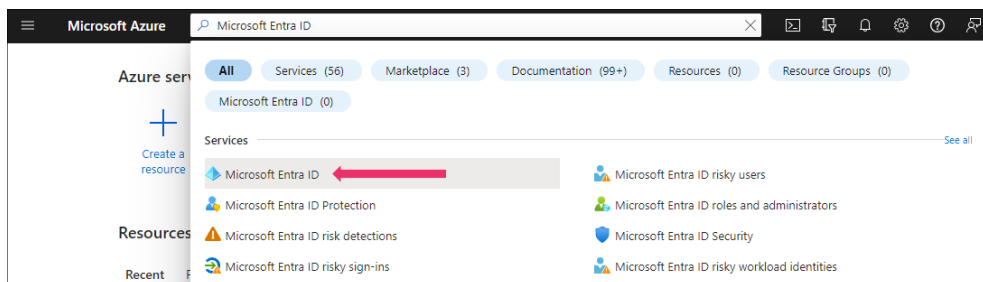 Microsoft Azure Microsoft Entra ID
Azure serv
All Services (56) Marketplace (3) Documentation (99+) Resources (0) Resource Groups (0)
Microsoft Entra ID (0)
Services See all
Create a
resource
Microsoft Entra ID Microsoft Entra ID risky users
Microsoft Entra ID Protection Microsoft Entra ID roles and administrators
Resources
Microsoft Entra ID risk detections Microsoft Entra ID Security
Recent
Microsoft Entra ID risky sign-ins Microsoft Entra ID risky workload identities